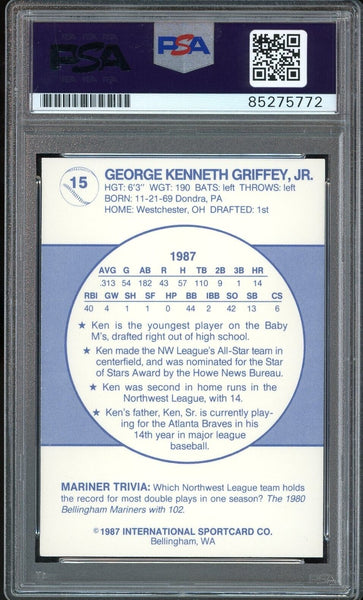 PSA
PSA
85275772
15
GEORGE KENNETH GRIFFEY, JR.
HGT: 6'3" WGT: 190 BATS: left THROWS: left
BORN: 11-21-69 Dondra, PA
HOME: Westchester, OH DRAFTED: 1st
1987
AVG G AB R H TB 2B 3B HR
.313 54 182 43 57 110 9 1 14
RBI GW SH SF HP BB IBB SO SB CS
40 4 1 1 0 44 2 42 13 6
★ Ken is the youngest player on the Baby
M's, drafted right out of high school.
★ Ken made the NW League's All-Star team in
centerfield, and was nominated for the Star
of Stars Award by the Howe News Bureau.
★ Ken was second in home runs in the
Northwest League, with 14.
★ Ken's father, Ken, Sr. is currently play-
ing for the Atlanta Braves in his
14th year in major league
baseball.
MARINER TRIVIA: Which Northwest League team holds
the record for most double plays in one season? The 1980
Bellingham Mariners with 102.
©1987 INTERNATIONAL SPORTCARD CO.
Bellingham, WA